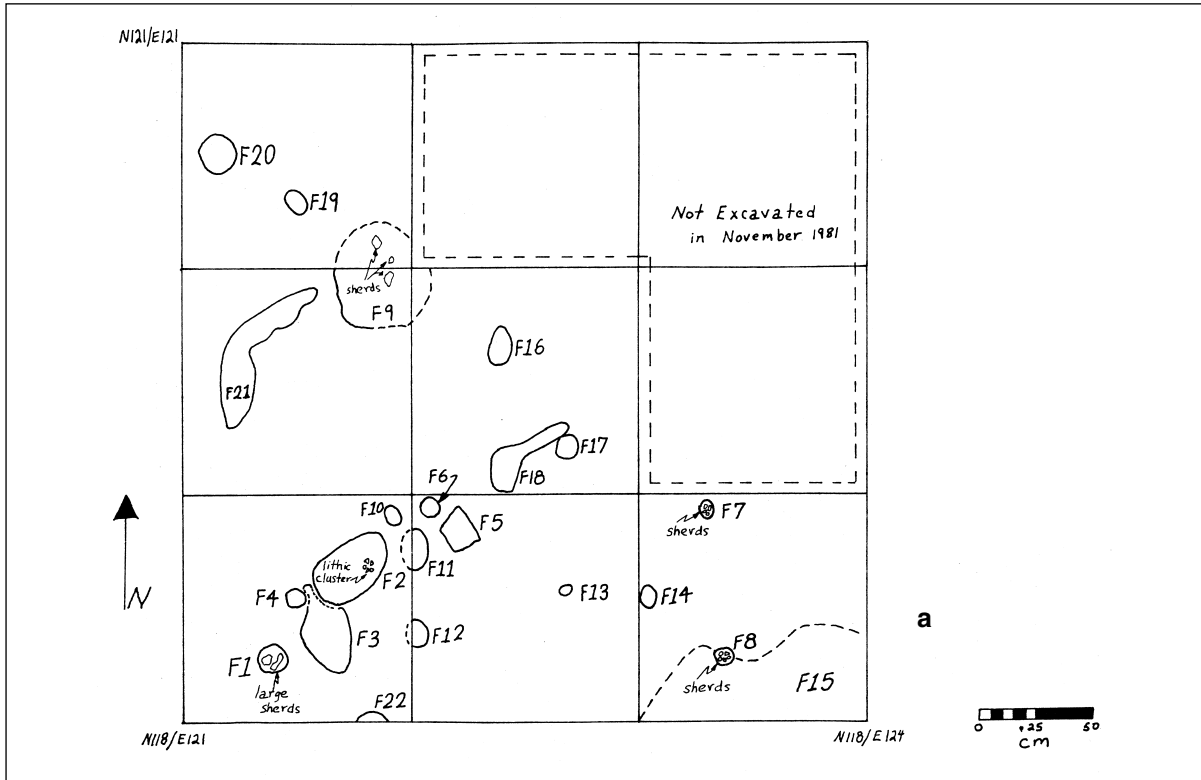 N121/E121
F20
F19
Not Excavated
in November 1981
sherds
F9
F16
F21
F17
F18
F6
F10
F5
F7
sherds
lithic
cluster
F2
F11
F4
F13
F14
F3
F12
F1
large
sherds
F8
sherds
F15
F22
N118/E121
N118/E124
N
a
0 25 50
cm